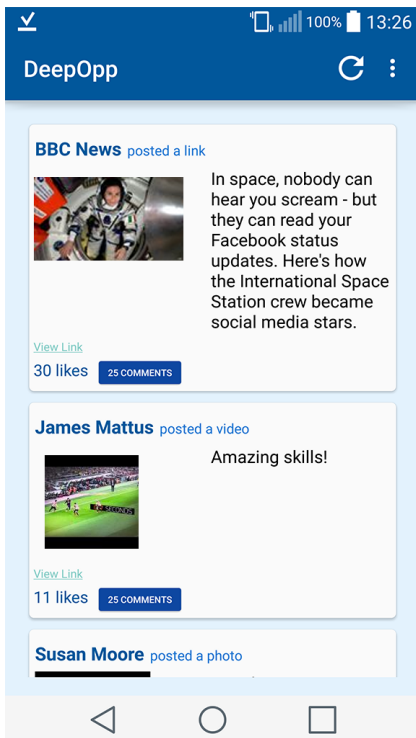 100% 13:26
DeepOpp
BBC News posted a link
In space, nobody can
hear you scream - but
they can read your
Facebook status
updates. Here's how
the International Space
Station crew became
social media stars.
View Link
30 likes 25 COMMENTS
James Mattus posted a video
Amazing skills!
SECONDS
View Link
11 likes 25 COMMENTS
Susan Moore posted a photo